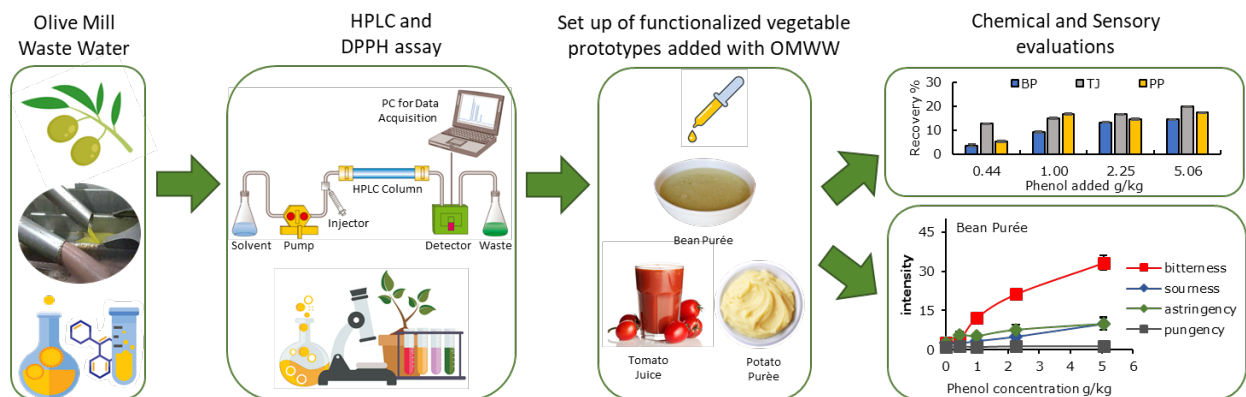 Olive Mill
Waste Water
HPLC and
DPPH assay
PC for Data
Acquisition
HPLC Column
Injector
Solvent
Pump
Detector
Waste
Set up of functionalized vegetable
prototypes added with OMWW
Bean Purée
Tomato
Juice
Potato
Purèe
Chemical and Sensory
evaluations
Recovery %
30
20
10
0
BP
TJ
PP
0.44
1.00
2.25
5.06
Phenol added g/kg
Bean Purée
intensity
45
30
15
0
bitterness
sourness
astringency
pungency
0
1
2
3
4
5
6
Phenol concentration g/kg